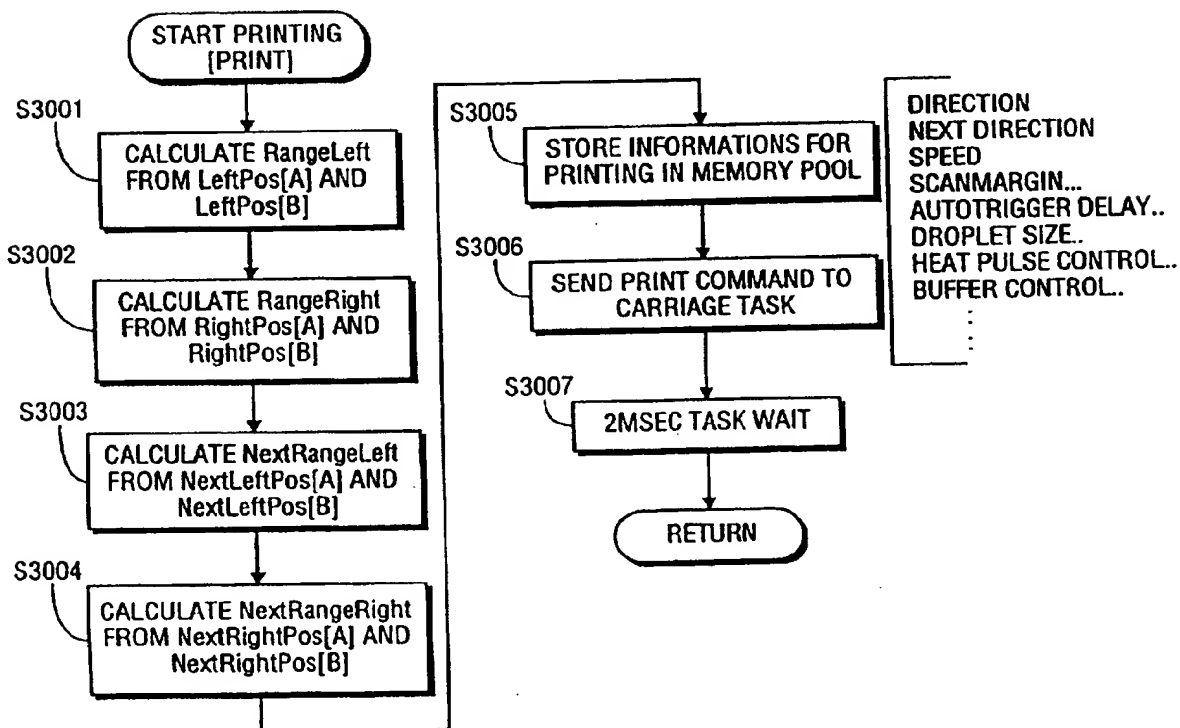 START PRINTING
[PRINT]
S3001
CALCULATE RangeLeft
FROM LeftPos[A] AND
LeftPos[B]
S3002
CALCULATE RangeRight
FROM RightPos[A] AND
RightPos[B]
S3003
CALCULATE NextRangeLeft
FROM NextLeftPos[A] AND
NextLeftPos[B]
S3004
CALCULATE NextRangeRight
FROM NextRightPos[A] AND
NextRightPos[B]
S3005
STORE INFORMATIONS FOR
PRINTING IN MEMORY POOL
S3006
SEND PRINT COMMAND TO
CARRIAGE TASK
S3007
2MSEC TASK WAIT
RETURN
DIRECTION
NEXT DIRECTION
SPEED
SCANMARGIN...
AUTOTRIGGER DELAY..
DROPLET SIZE..
HEAT PULSE CONTROL..
BUFFER CONTROL..